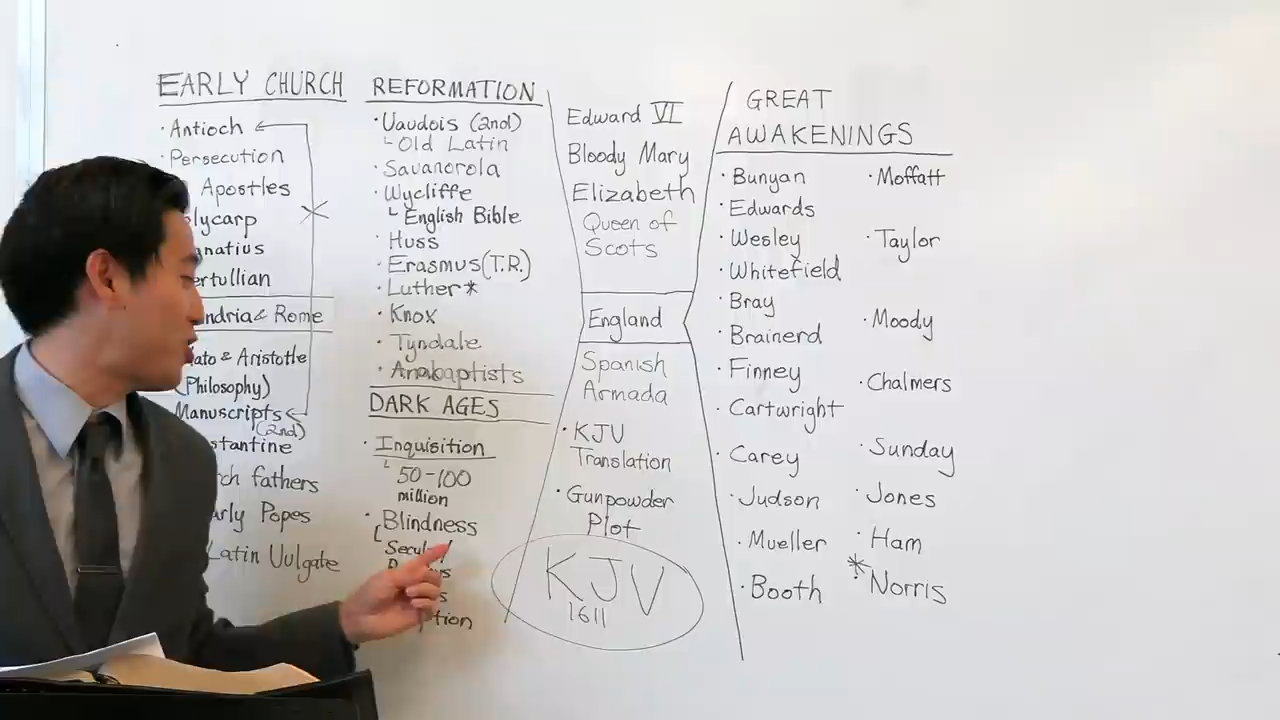 EARLY CHURCH
· Antioch
· Persecution
Apostles
lycarp
natius
ertullian
ndria & Rome
ato & Aristotle
(Philosophy)
Manuscripts
(2nd)
stantine
ch fathers
rly Popes
Latin Vulgate
REFORMATION
· Vaudois (2nd)
└ Old Latin
· Savanorola
· Wycliffe
└ English Bible
· Huss
· Erasmus (T.R.)
· Luther *
· Knox
· Tyndale
· Anabaptists
DARK AGES
· Inquisition
└ 50-100
million
· Blindness
Secul
ption
Edward VI
Bloody Mary
Elizabeth
Queen of
Scots
England
Spanish
Armada
· KJV
Translation
· Gunpowder
Plot
KJV
1611
GREAT
AWAKENINGS
· Bunyan
· Edwards
· Wesley
· Whitefield
· Bray
· Brainerd
· Finney
· Cartwright
· Carey
· Judson
· Mueller
· Booth
· Moffatt
· Taylor
· Moody
· Chalmers
· Sunday
· Jones
· Ham
* Norris